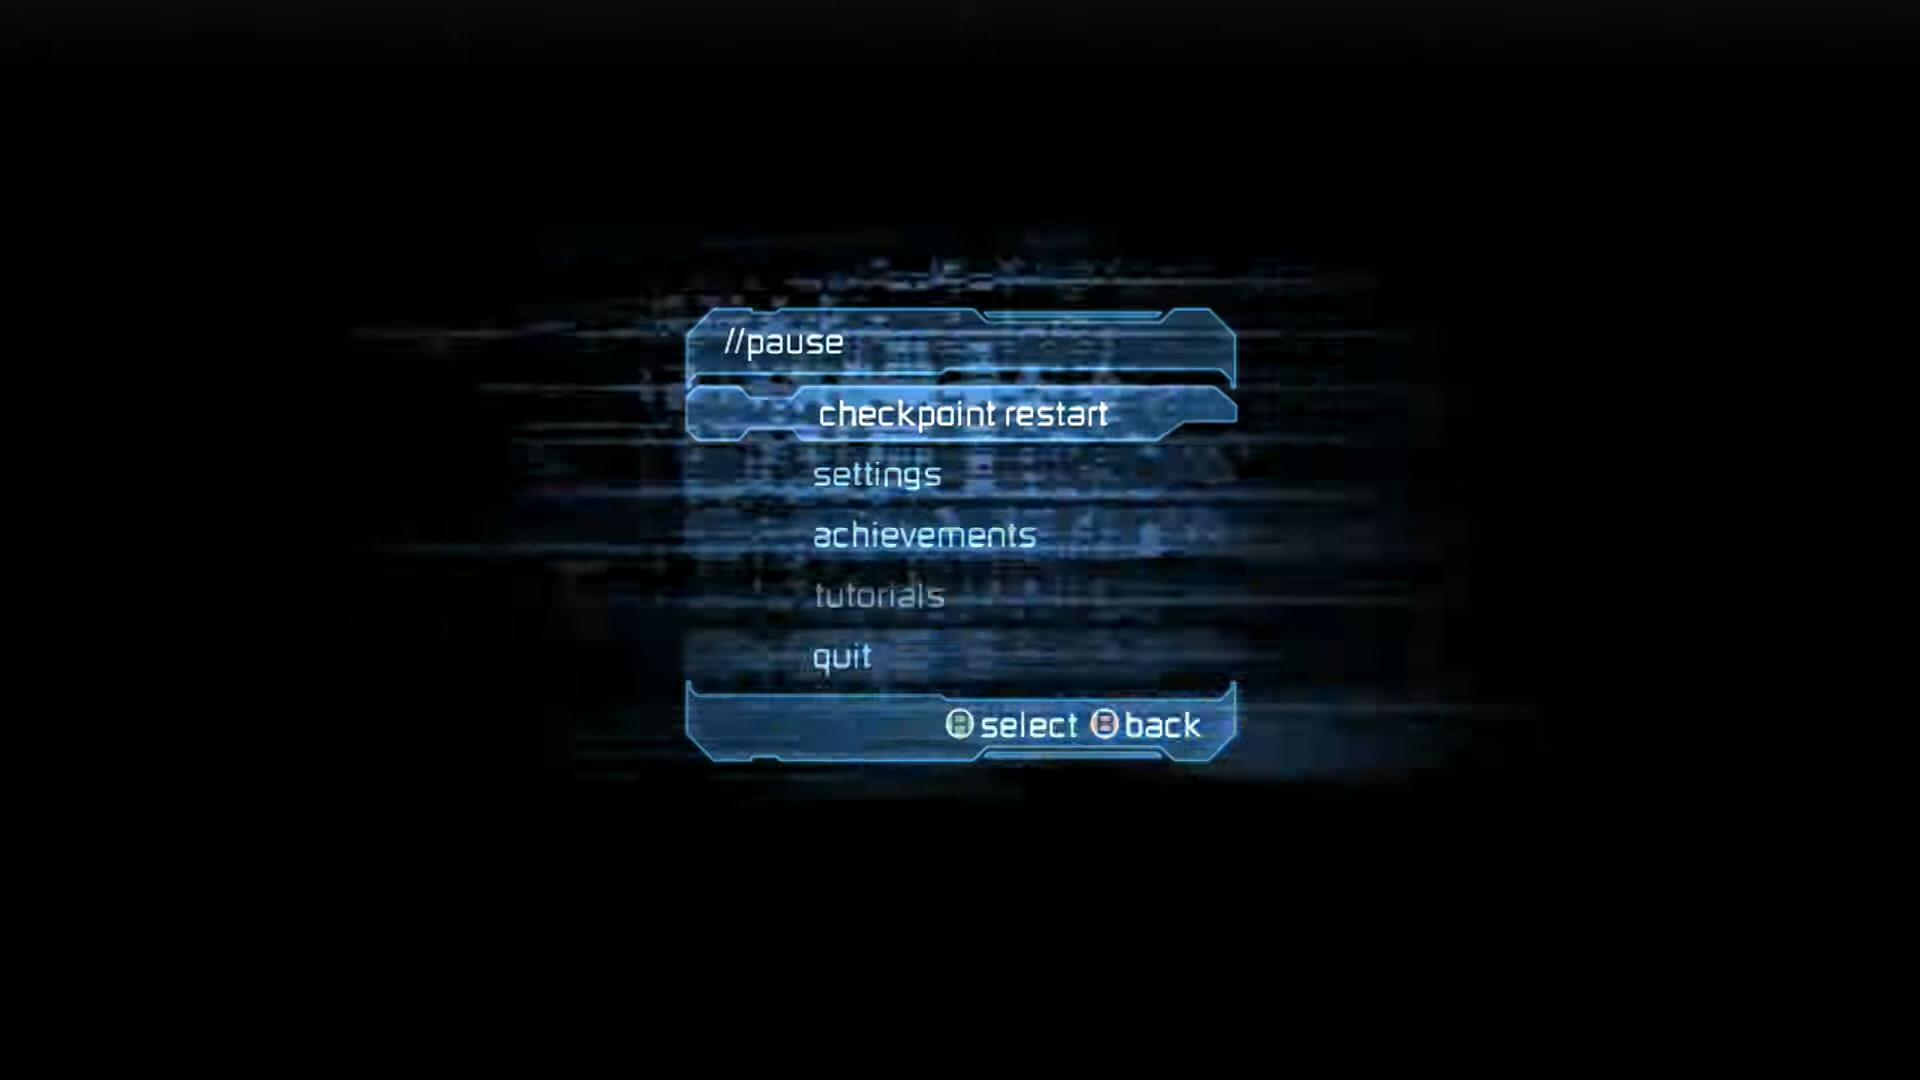 //pause
checkpoint restart
settings
achievements
tutorials
quit
A select B back